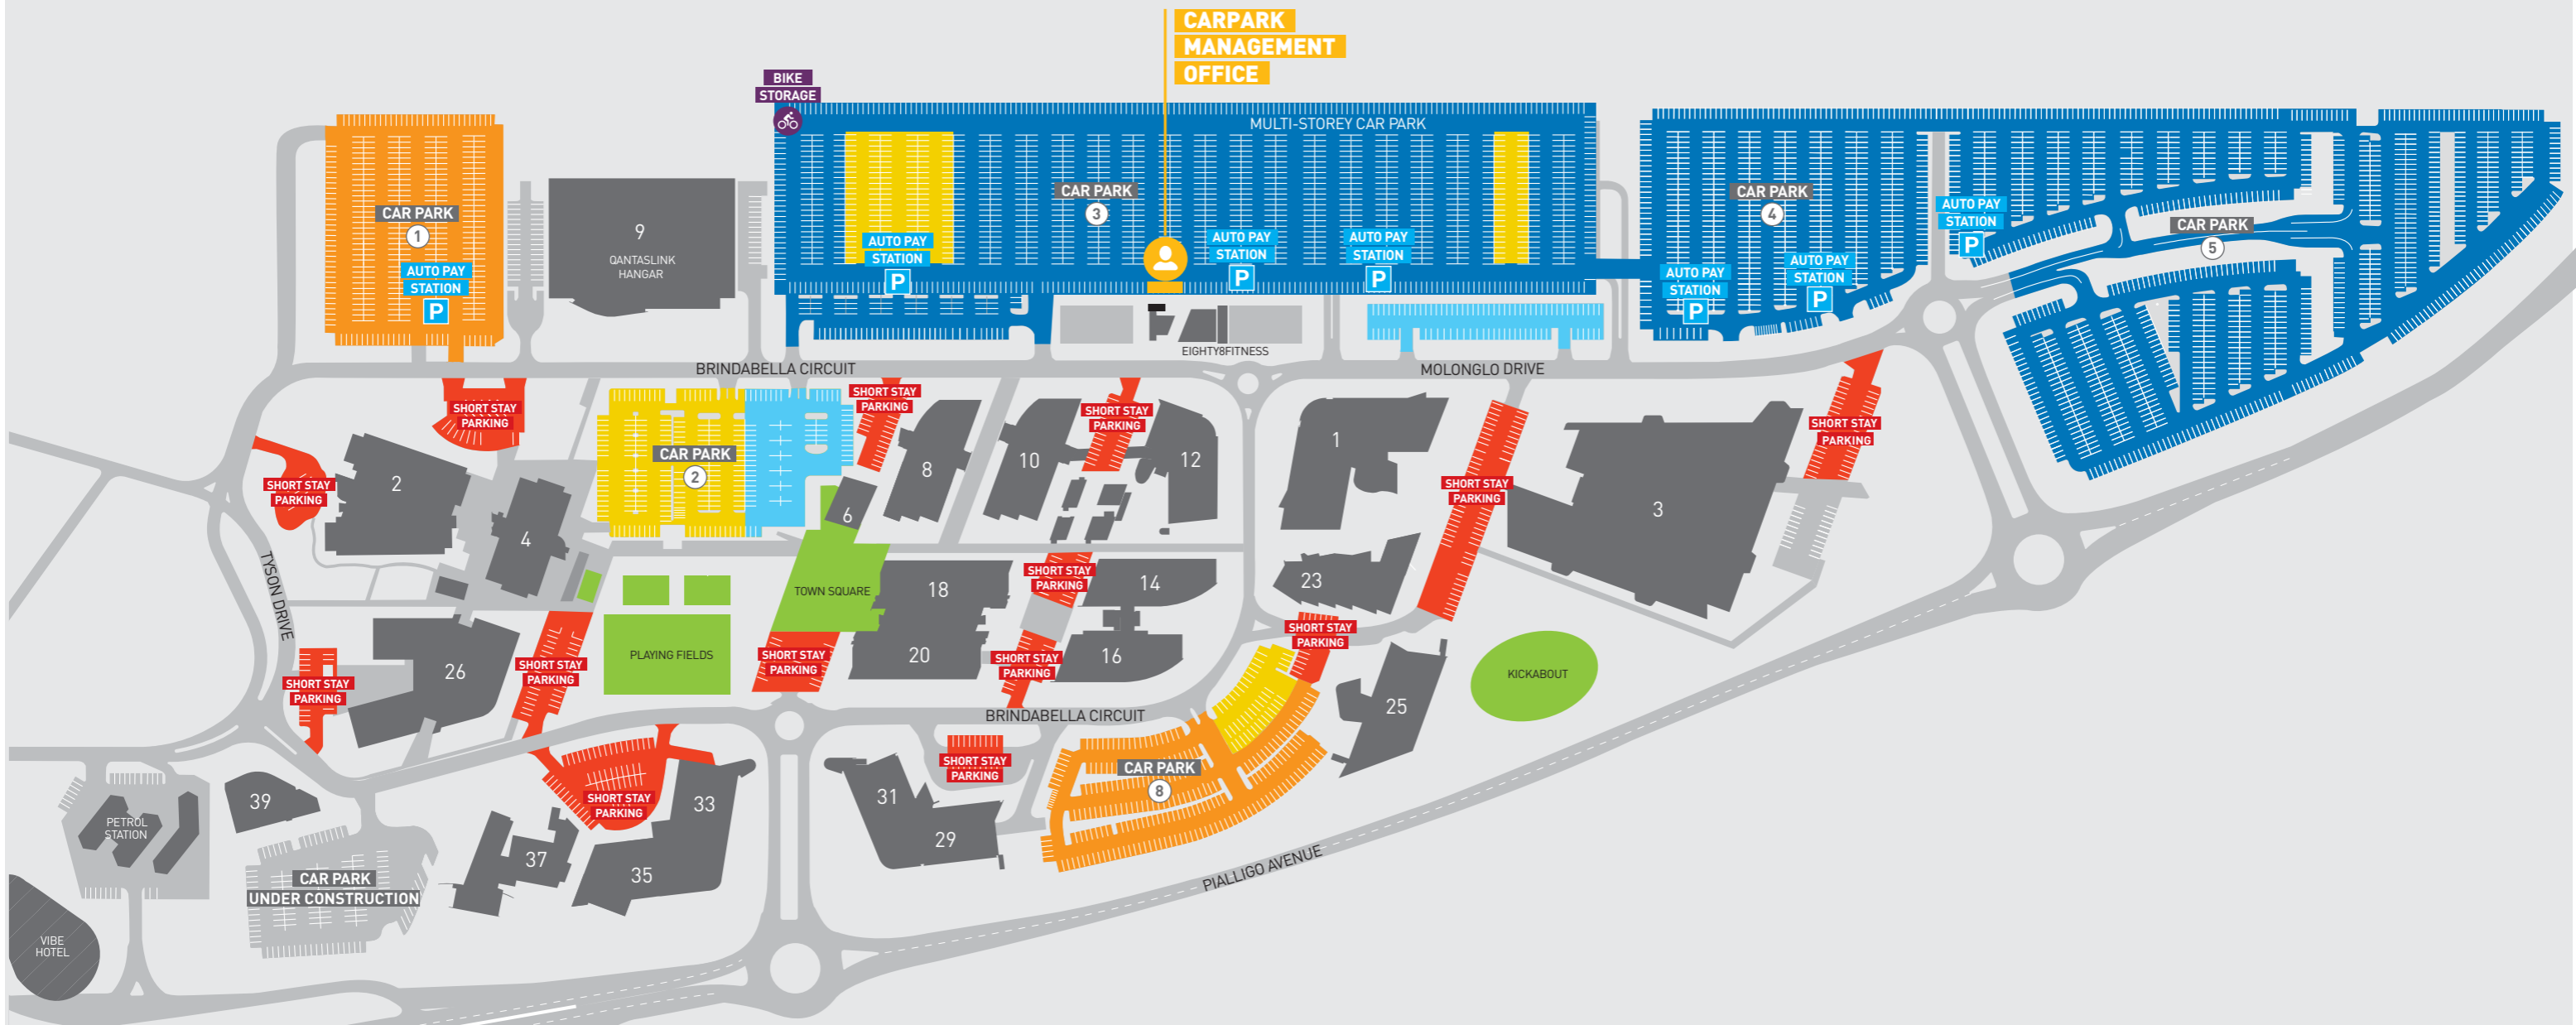 CARPARK
MANAGEMENT
OFFICE
BIKE
STORAGE
MULTI-STOREY CAR PARK
CAR PARK
1
AUTO PAY
STATION
P
9
QANTASLINK
HANGAR
AUTO PAY
STATION
P
CAR PARK
3
AUTO PAY
STATION
P
AUTO PAY
STATION
P
CAR PARK
4
AUTO PAY
STATION
P
AUTO PAY
STATION
P
AUTO PAY
STATION
P
CAR PARK
5
EIGHTY8FITNESS
BRINDABELLA CIRCUIT
MOLONGLO DRIVE
SHORT STAY
PARKING
SHORT STAY
PARKING
SHORT STAY
PARKING
SHORT STAY
PARKING
SHORT STAY
PARKING
2
CAR PARK
2
8
10
12
1
SHORT STAY
PARKING
3
4
6
TYSON DRIVE
TOWN SQUARE
18
SHORT STAY
PARKING
14
23
PLAYING FIELDS
SHORT STAY
PARKING
20
SHORT STAY
PARKING
16
SHORT STAY
PARKING
KICKABOUT
SHORT STAY
PARKING
26
SHORT STAY
PARKING
25
BRINDABELLA CIRCUIT
SHORT STAY
PARKING
CAR PARK
8
39
PETROL
STATION
SHORT STAY
PARKING
33
31
29
37
35
PIALLIGO AVENUE
CAR PARK
UNDER CONSTRUCTION
VIBE
HOTEL